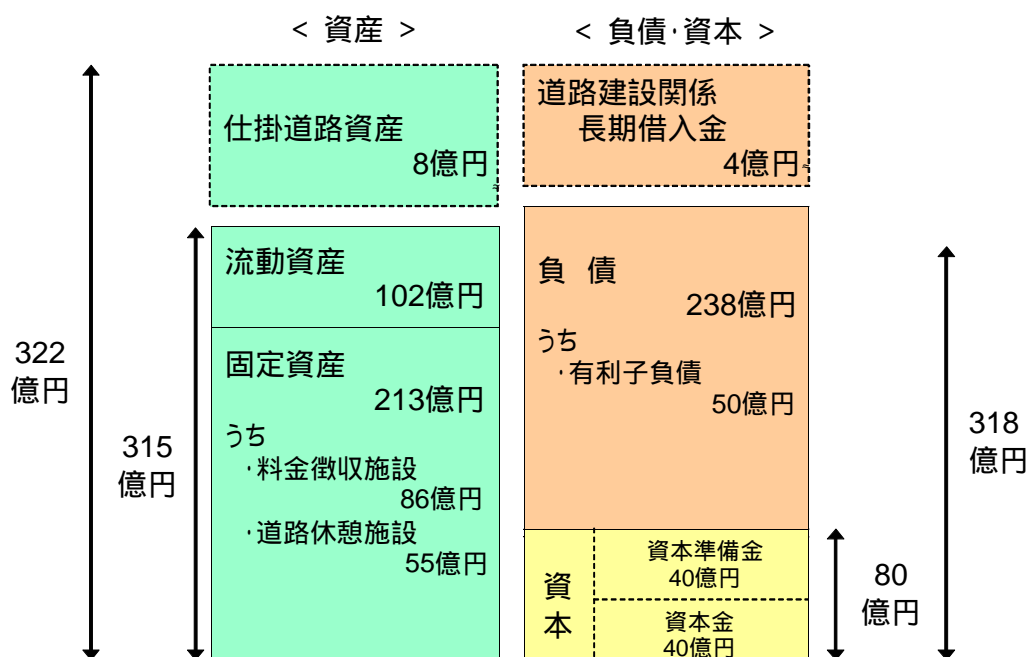 < 資産 >
< 負債・資本 >
仕掛道路資産
8億円
道路建設関係
長期借入金
4億円
流動資産
102億円
固定資産
213億円
うち
・料金徴収施設
86億円
・道路休憩施設
55億円
負 債
238億円
うち
・有利子負債
50億円
資
本
資本準備金
40億円
資本金
40億円
322
億円
315
億円
80
億円
318
億円